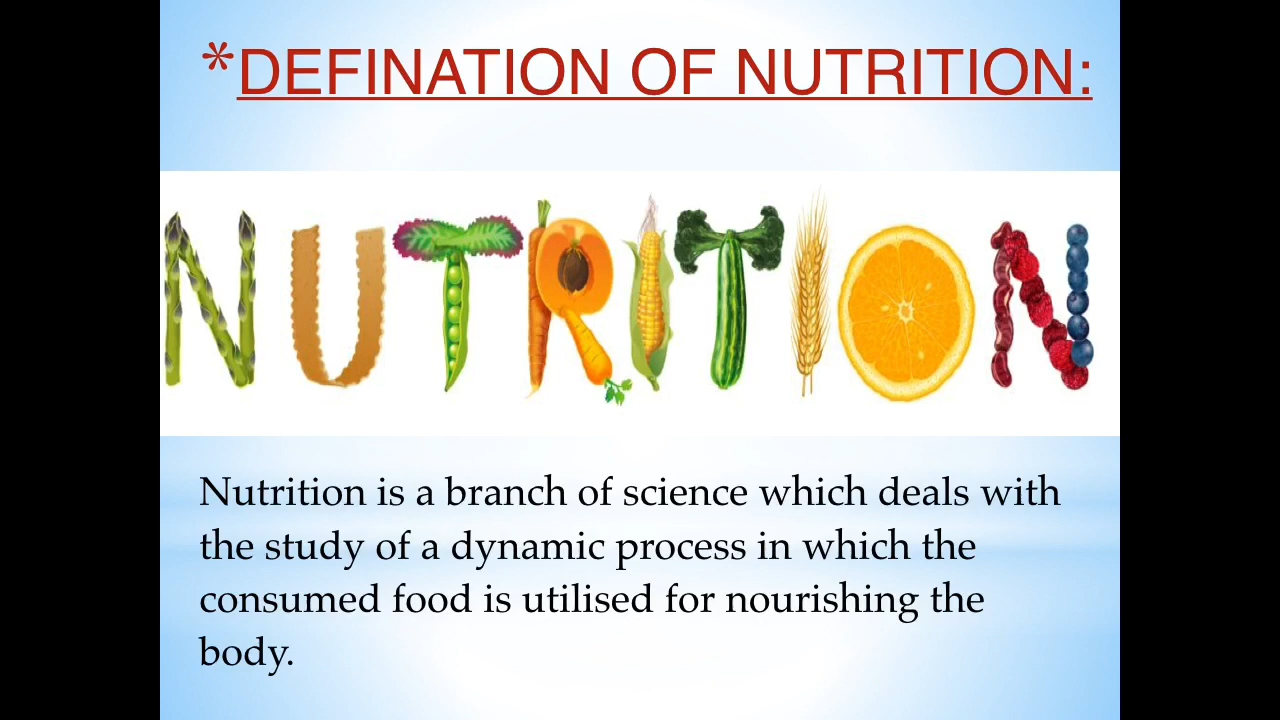 *DEFINATION OF NUTRITION:
NUTRITION
Nutrition is a branch of science which deals with
the study of a dynamic process in which the
consumed food is utilised for nourishing the
body.